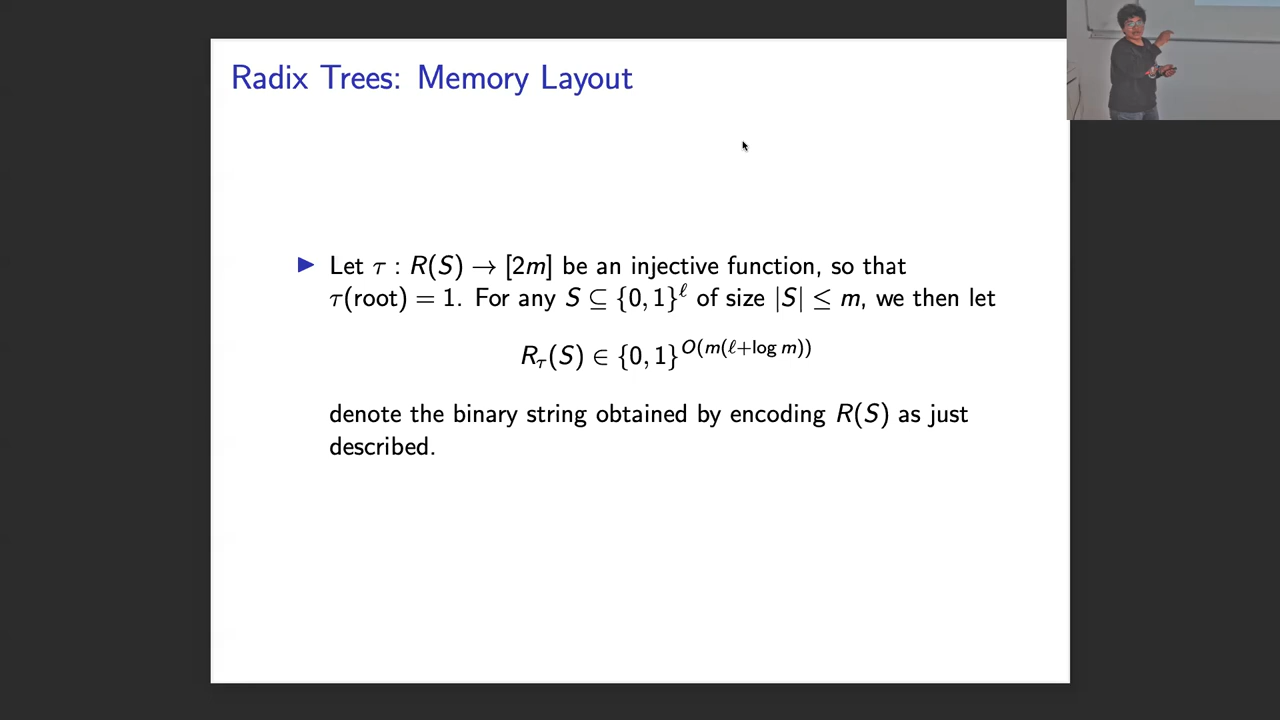 Radix Trees: Memory Layout
▶ Let τ : R(S) → [2m] be an injective function, so that
τ(root) = 1. For any S ⊆ {0, 1}^ℓ of size |S| ≤ m, we then let
R_τ(S) ∈ {0, 1}^{O(m(ℓ+log m))}
denote the binary string obtained by encoding R(S) as just
described.